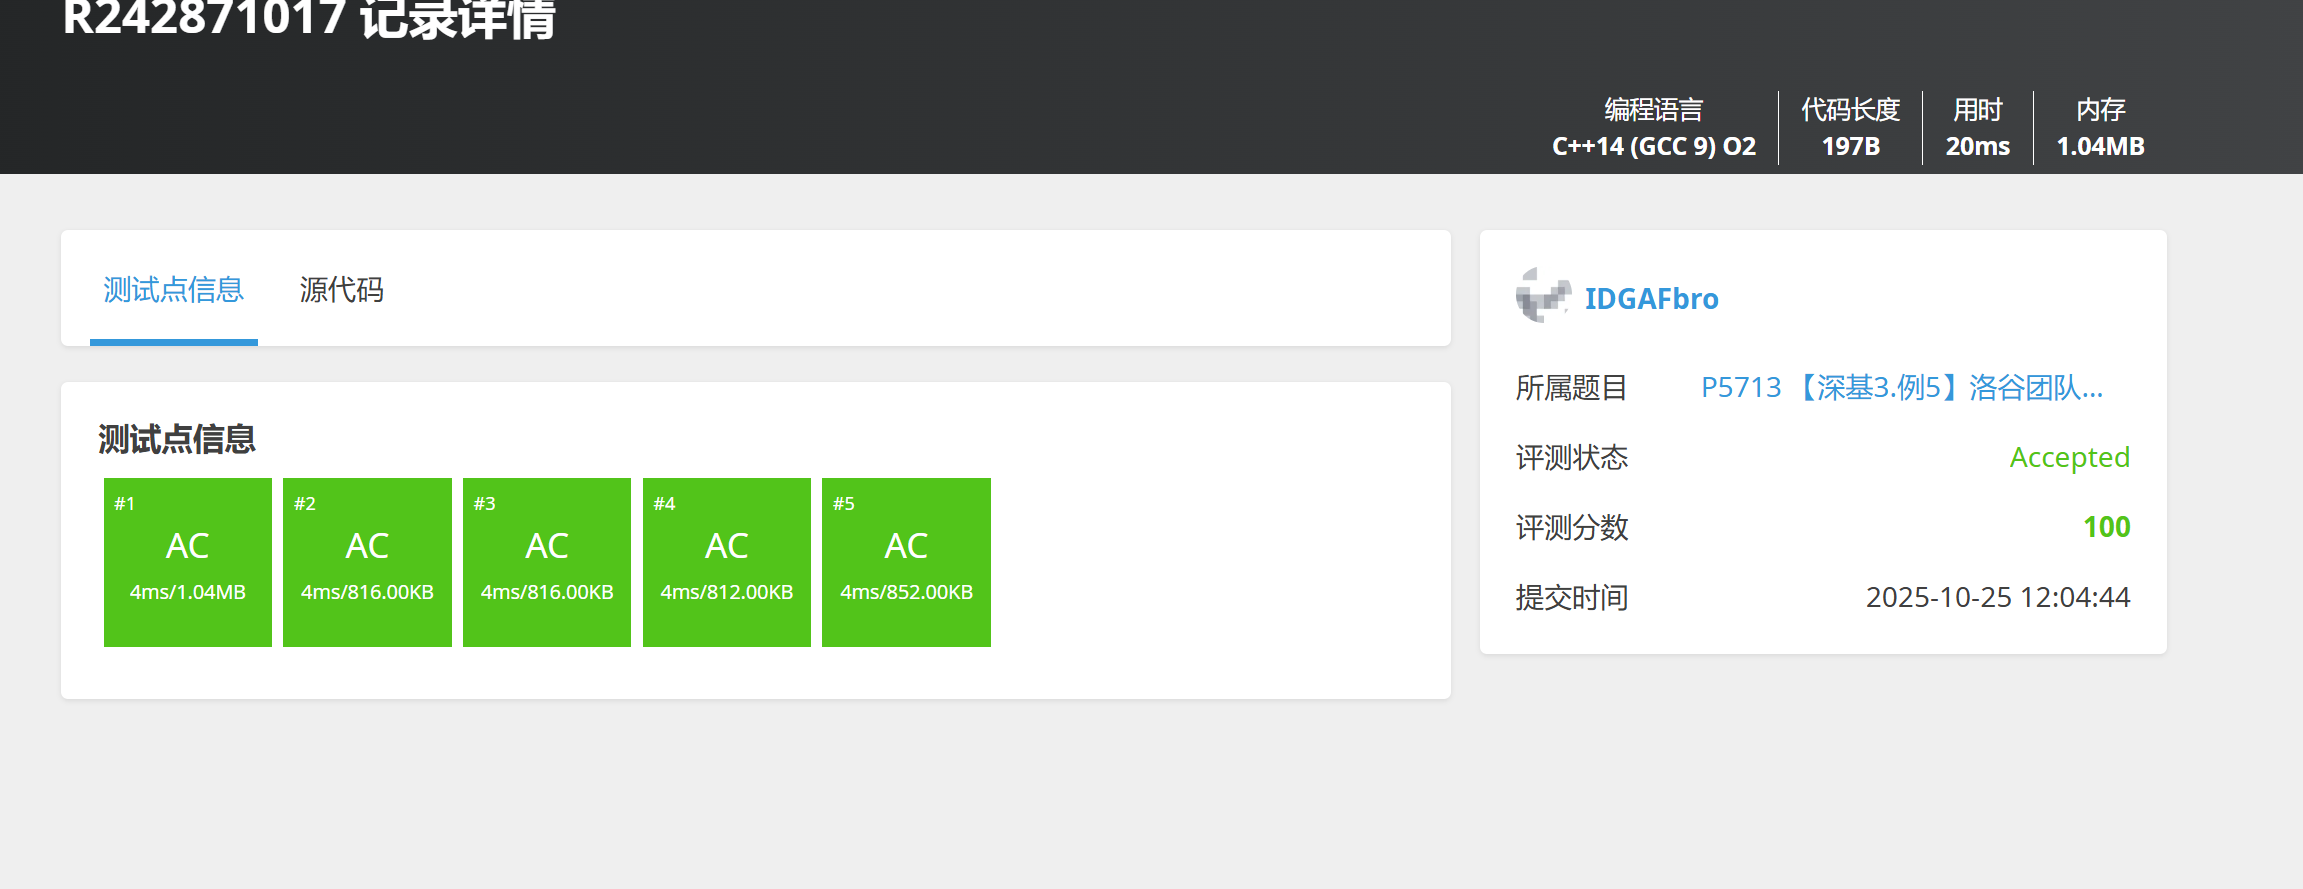 R242871017 记录详情
编程语言
C++14 (GCC 9) O2
代码长度
197B
用时
20ms
内存
1.04MB
测试点信息
源代码
测试点信息
#1
AC
4ms/1.04MB
#2
AC
4ms/816.00KB
#3
AC
4ms/816.00KB
#4
AC
4ms/812.00KB
#5
AC
4ms/852.00KB
IDGAFbro
所属题目 P5713 【深基3.例5】洛谷团队...
评测状态 Accepted
评测分数 100
提交时间 2025-10-25 12:04:44